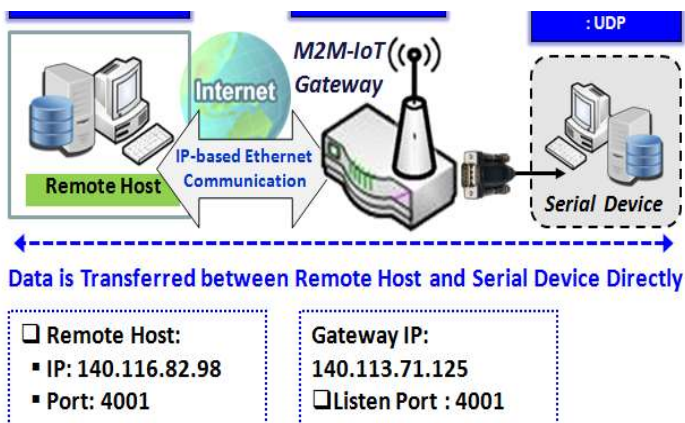 : UDP
M2M-IoT
Gateway
Internet
IP-based Ethernet
Communication
Remote Host
Serial Device
Data is Transferred between Remote Host and Serial Device Directly
❑ Remote Host:
▪ IP: 140.116.82.98
▪ Port: 4001
Gateway IP:
140.113.71.125
❑Listen Port : 4001